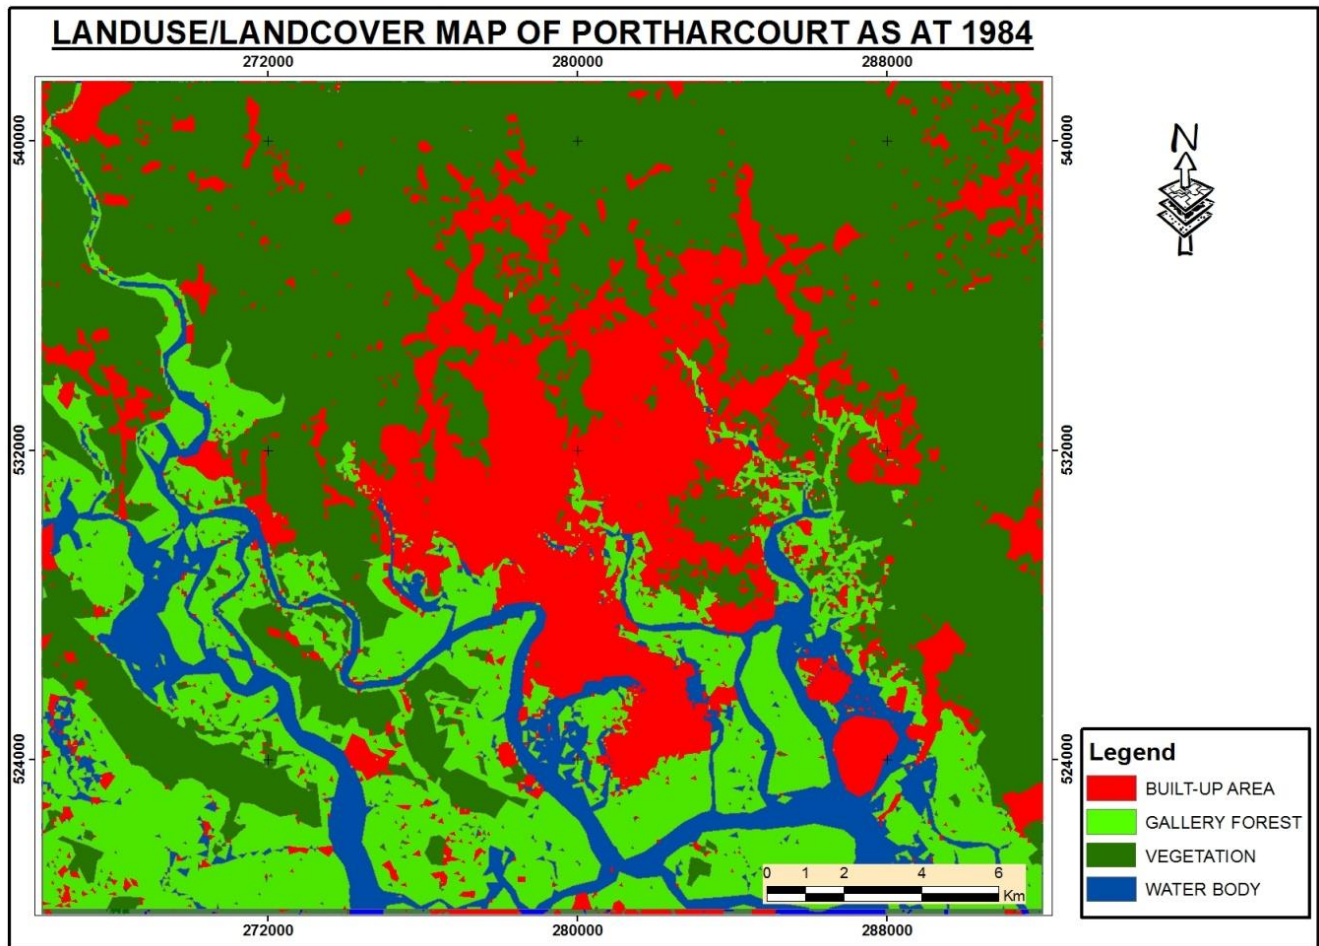 LANDUSE/LANDCOVER MAP OF PORTHARCOURT AS AT 1984
272000 280000 288000
N
540000 540000
532000 532000
524000 524000
Legend
BUILT-UP AREA
GALLERY FOREST
VEGETATION
WATER BODY
0 1 2 4 6
Km
272000 280000 288000